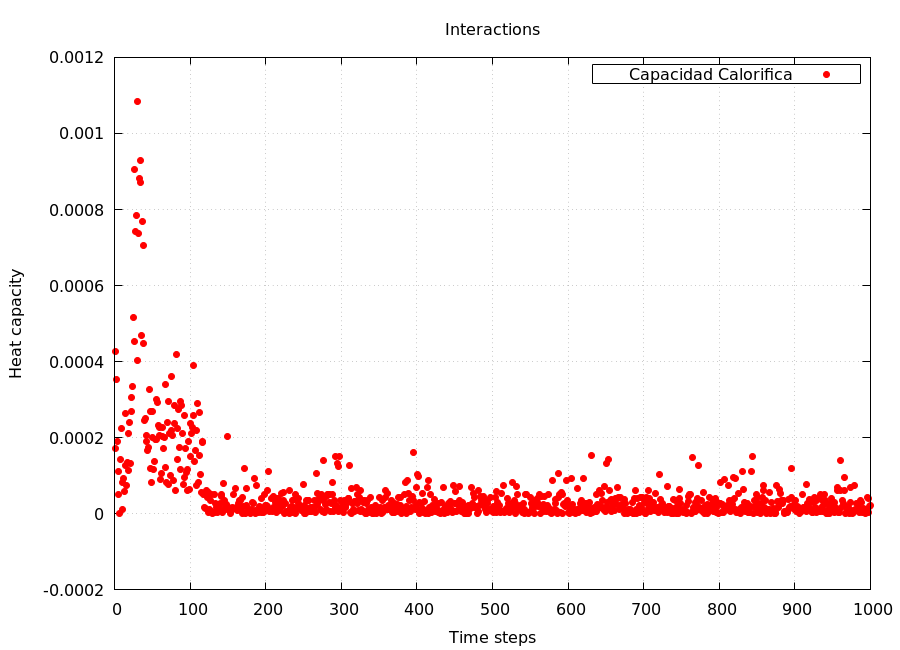 Interactions
Capacidad Calorifica
0.0012
0.001
0.0008
0.0006
0.0004
0.0002
0
-0.0002
Heat capacity
0 100 200 300 400 500 600 700 800 900 1000
Time steps